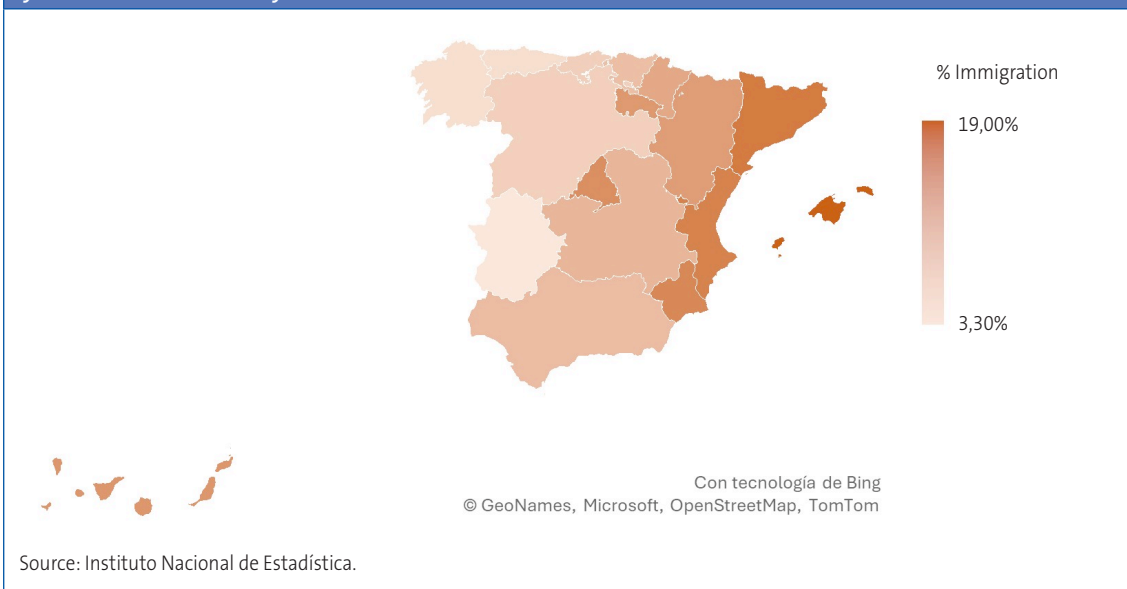 % Immigration
19,00%
3,30%
Con tecnología de Bing
© GeoNames, Microsoft, OpenStreetMap, TomTom
Source: Instituto Nacional de Estadística.